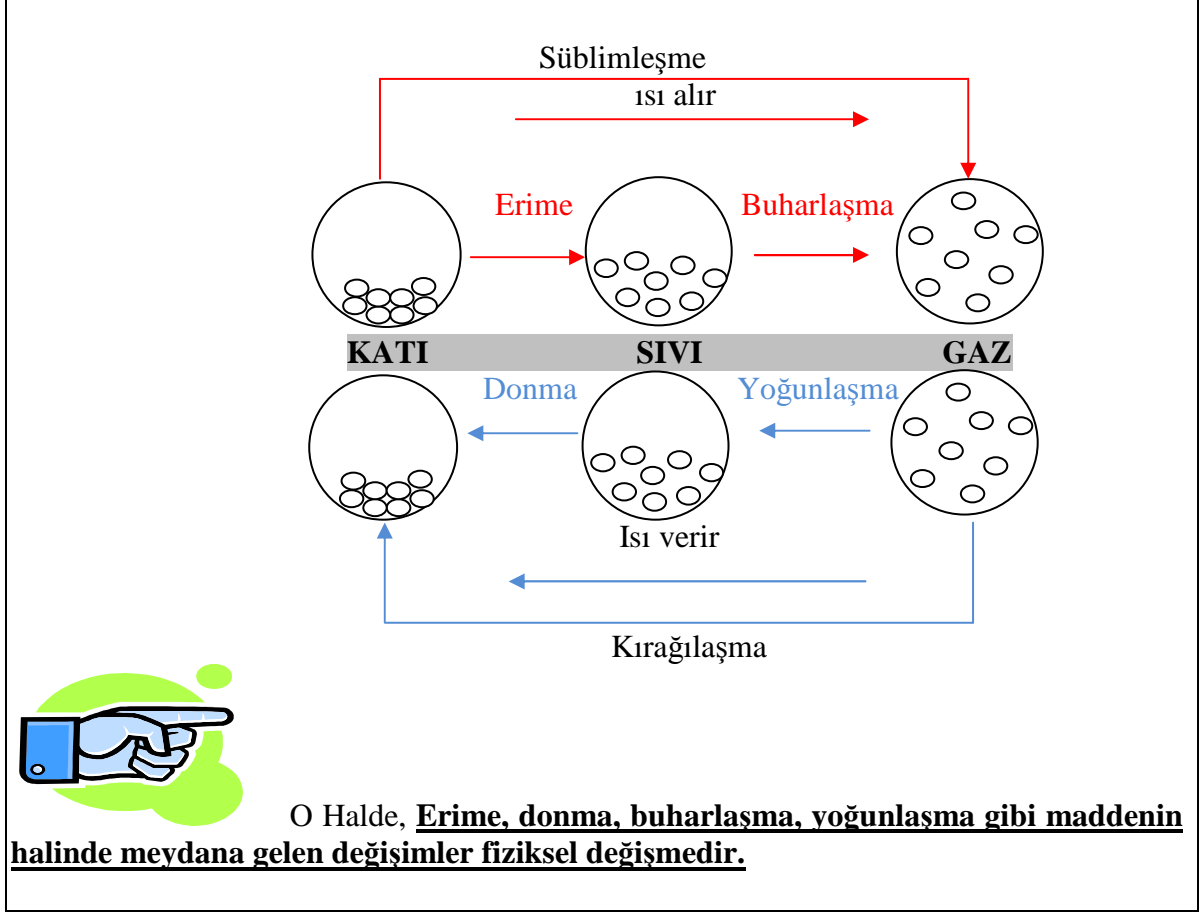 Süblimleşme
ısı alır
Erime Buharlaşma
KATI SIVI GAZ
Donma Yoğunlaşma
Isı verir
Kırağılaşma
O Halde, Erime, donma, buharlaşma, yoğunlaşma gibi maddenin
halinde meydana gelen değişimler fiziksel değişmedir.